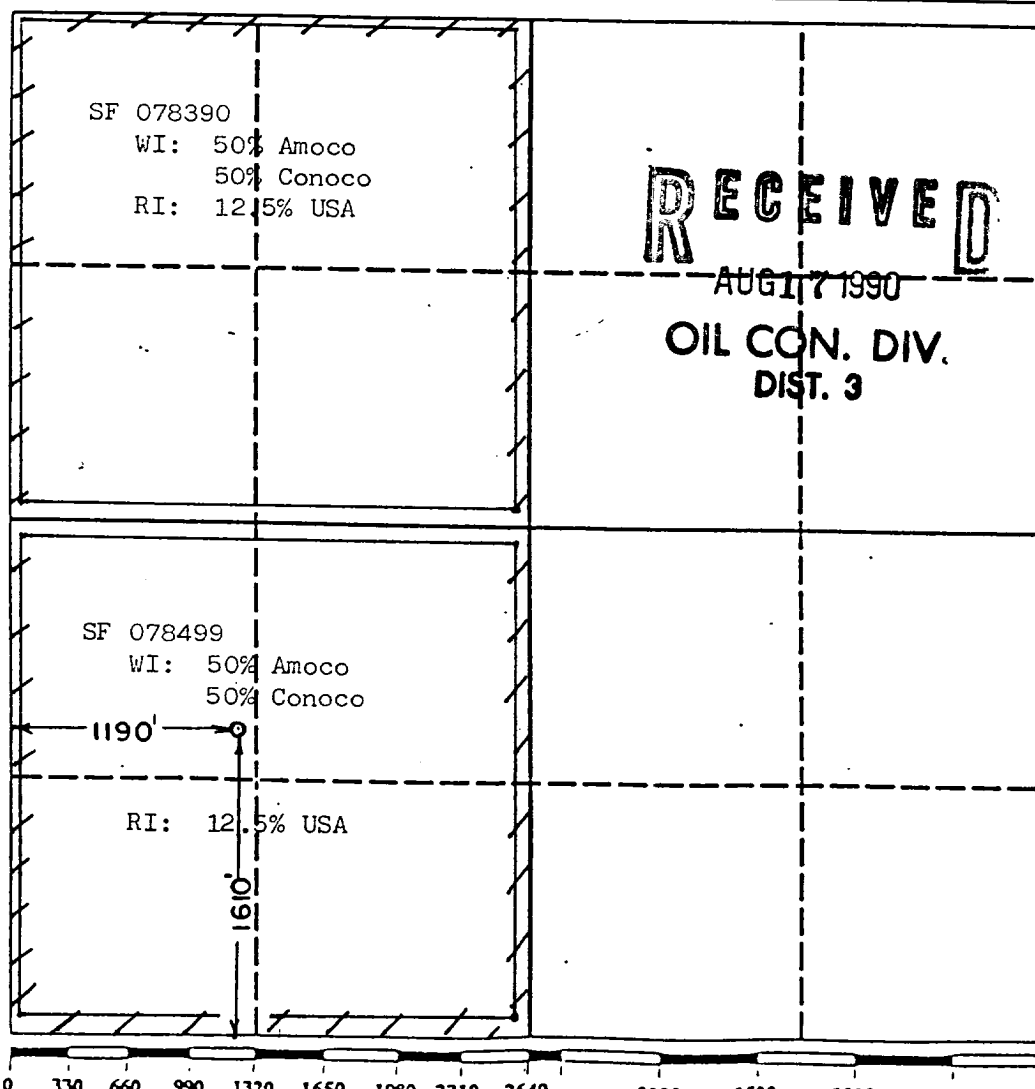 SF 078390
WI: 50% Amoco
50% Conoco
RI: 12.5% USA
RECEIVED
AUG 17 1990
OIL CON. DIV.
DIST. 3
SF 078499
WI: 50% Amoco
50% Conoco
1190'
RI: 12.5% USA
1610'
0 330 660 990 1320 1650 1980 2310 2640